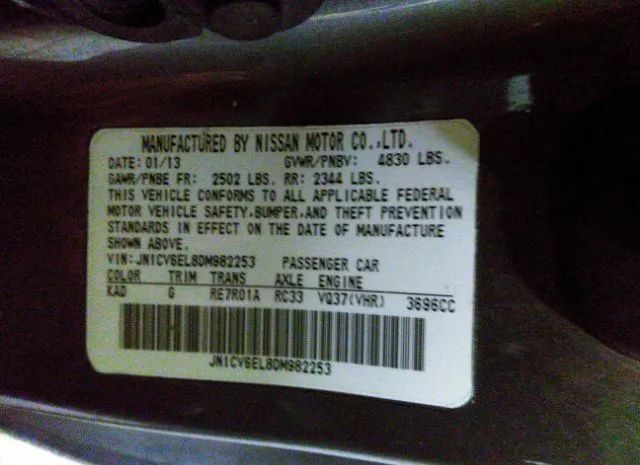 MANUFACTURED BY NISSAN MOTOR CO.,LTD.
DATE: 01/13 GVWR/PNBV: 4830 LBS.
GAWR/PNBE FR: 2502 LBS. RR: 2344 LBS.
THIS VEHICLE CONFORMS TO ALL APPLICABLE FEDERAL
MOTOR VEHICLE SAFETY,BUMPER,AND THEFT PREVENTION
STANDARDS IN EFFECT ON THE DATE OF MANUFACTURE
SHOWN ABOVE.
VIN: JN1CV6EL8DM982253 PASSENGER CAR
COLOR TRIM TRANS AXLE ENGINE
KAD G RE7R01A RC33 VQ37(VHR) 3696CC
JN1CV6EL8DM982253